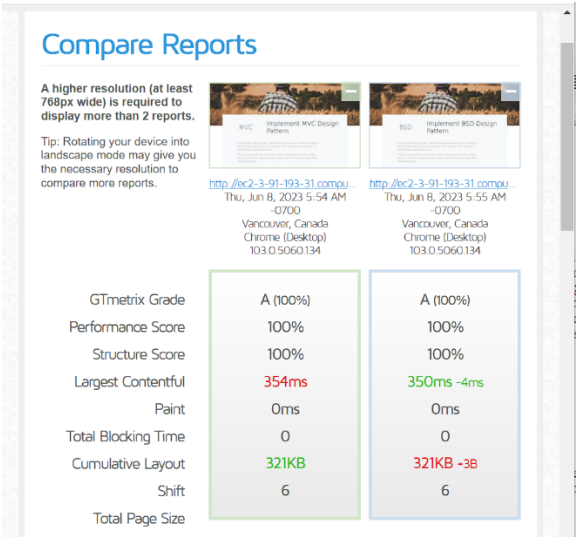 Compare Reports
A higher resolution (at least
768px wide) is required to
display more than 2 reports.
Tip: Rotating your device into
landscape mode may give you
the necessary resolution to
compare more reports.
MVC
Implement MVC Design
Pattern
BSD
Implement BSD Design
Pattern
http://ec2-3-91-193-31.compu...
Thu, Jun 8, 2023 5:54 AM
-0700
Vancouver, Canada
Chrome (Desktop)
103.0.5060.134
http://ec2-3-91-193-31.compu...
Thu, Jun 8, 2023 5:55 AM
-0700
Vancouver, Canada
Chrome (Desktop)
103.0.5060.134
GTmetrix Grade A (100%) A (100%)
Performance Score 100% 100%
Structure Score 100% 100%
Largest Contentful 354ms 350ms -4ms
Paint 0ms 0ms
Total Blocking Time 0 0
Cumulative Layout 321KB 321KB +3B
Shift 6 6
Total Page Size